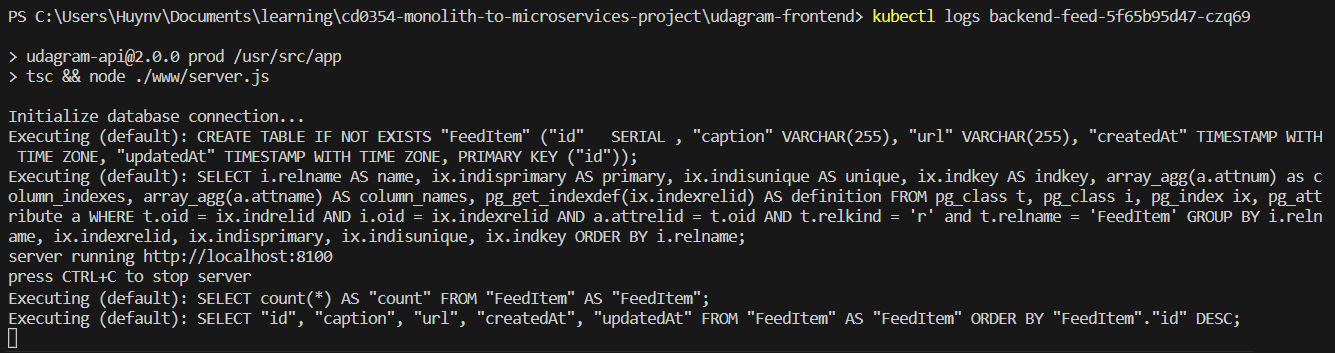 PS C:\Users\Huynv\Documents\learning\cd0354-monolith-to-microservices-project\udagram-frontend> kubectl logs backend-feed-5f65b95d47-czq69
> udagram-api@2.0.0 prod /usr/src/app
> tsc && node ./www/server.js
Initialize database connection...
Executing (default): CREATE TABLE IF NOT EXISTS "FeedItem" ("id"   SERIAL , "caption" VARCHAR(255), "url" VARCHAR(255), "createdAt" TIMESTAMP WITH
 TIME ZONE, "updatedAt" TIMESTAMP WITH TIME ZONE, PRIMARY KEY ("id"));
Executing (default): SELECT i.relname AS name, ix.indisprimary AS primary, ix.indisunique AS unique, ix.indkey AS indkey, array_agg(a.attnum) as c
olumn_indexes, array_agg(a.attname) AS column_names, pg_get_indexdef(ix.indexrelid) AS definition FROM pg_class t, pg_class i, pg_index ix, pg_att
ribute a WHERE t.oid = ix.indrelid AND i.oid = ix.indexrelid AND a.attrelid = t.oid AND t.relkind = 'r' and t.relname = 'FeedItem' GROUP BY i.reln
ame, ix.indexrelid, ix.indisprimary, ix.indisunique, ix.indkey ORDER BY i.relname;
server running http://localhost:8100
press CTRL+C to stop server
Executing (default): SELECT count(*) AS "count" FROM "FeedItem" AS "FeedItem";
Executing (default): SELECT "id", "caption", "url", "createdAt", "updatedAt" FROM "FeedItem" AS "FeedItem" ORDER BY "FeedItem"."id" DESC;